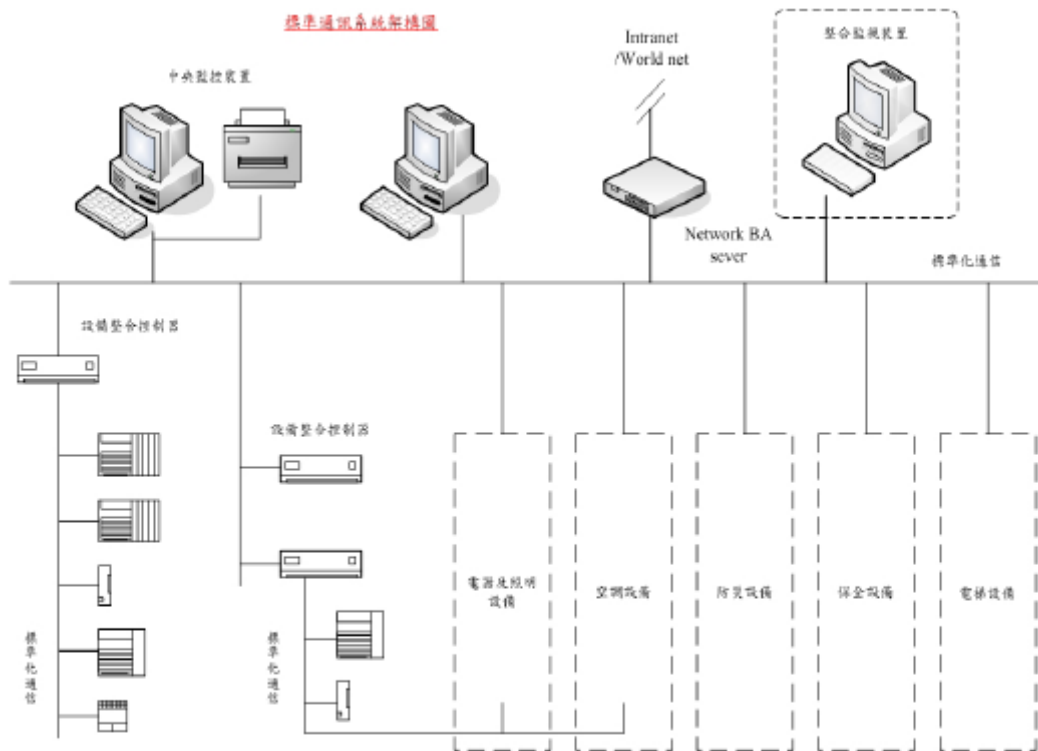 標準通訊系統架構圖
中央監控裝置
Intranet
/World net
整合監視裝置
Network BA
sever
標準化通信
設備整合控制器
設備整合控制器
電器及照明
設備
空調設備
防災設備
保全設備
電梯設備
標準化通信
標準化通信